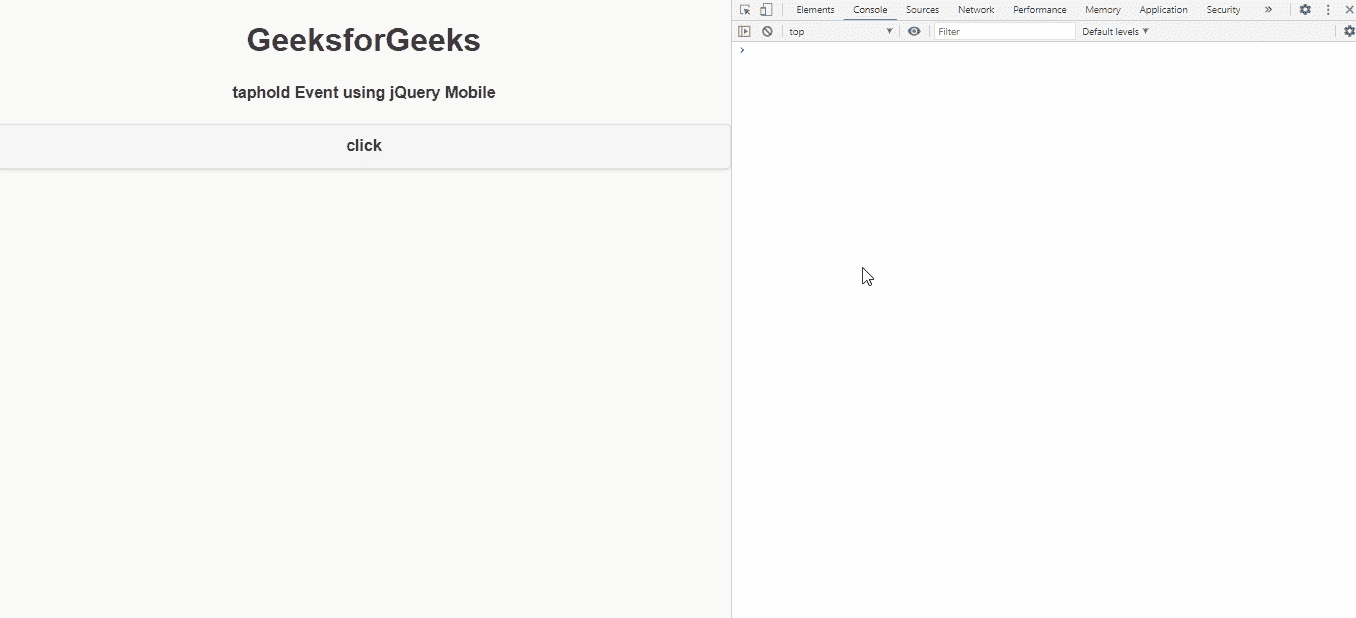 GeeksforGeeks
taphold Event using jQuery Mobile
click
Elements Console Sources Network Performance Memory Application Security »
top Filter Default levels